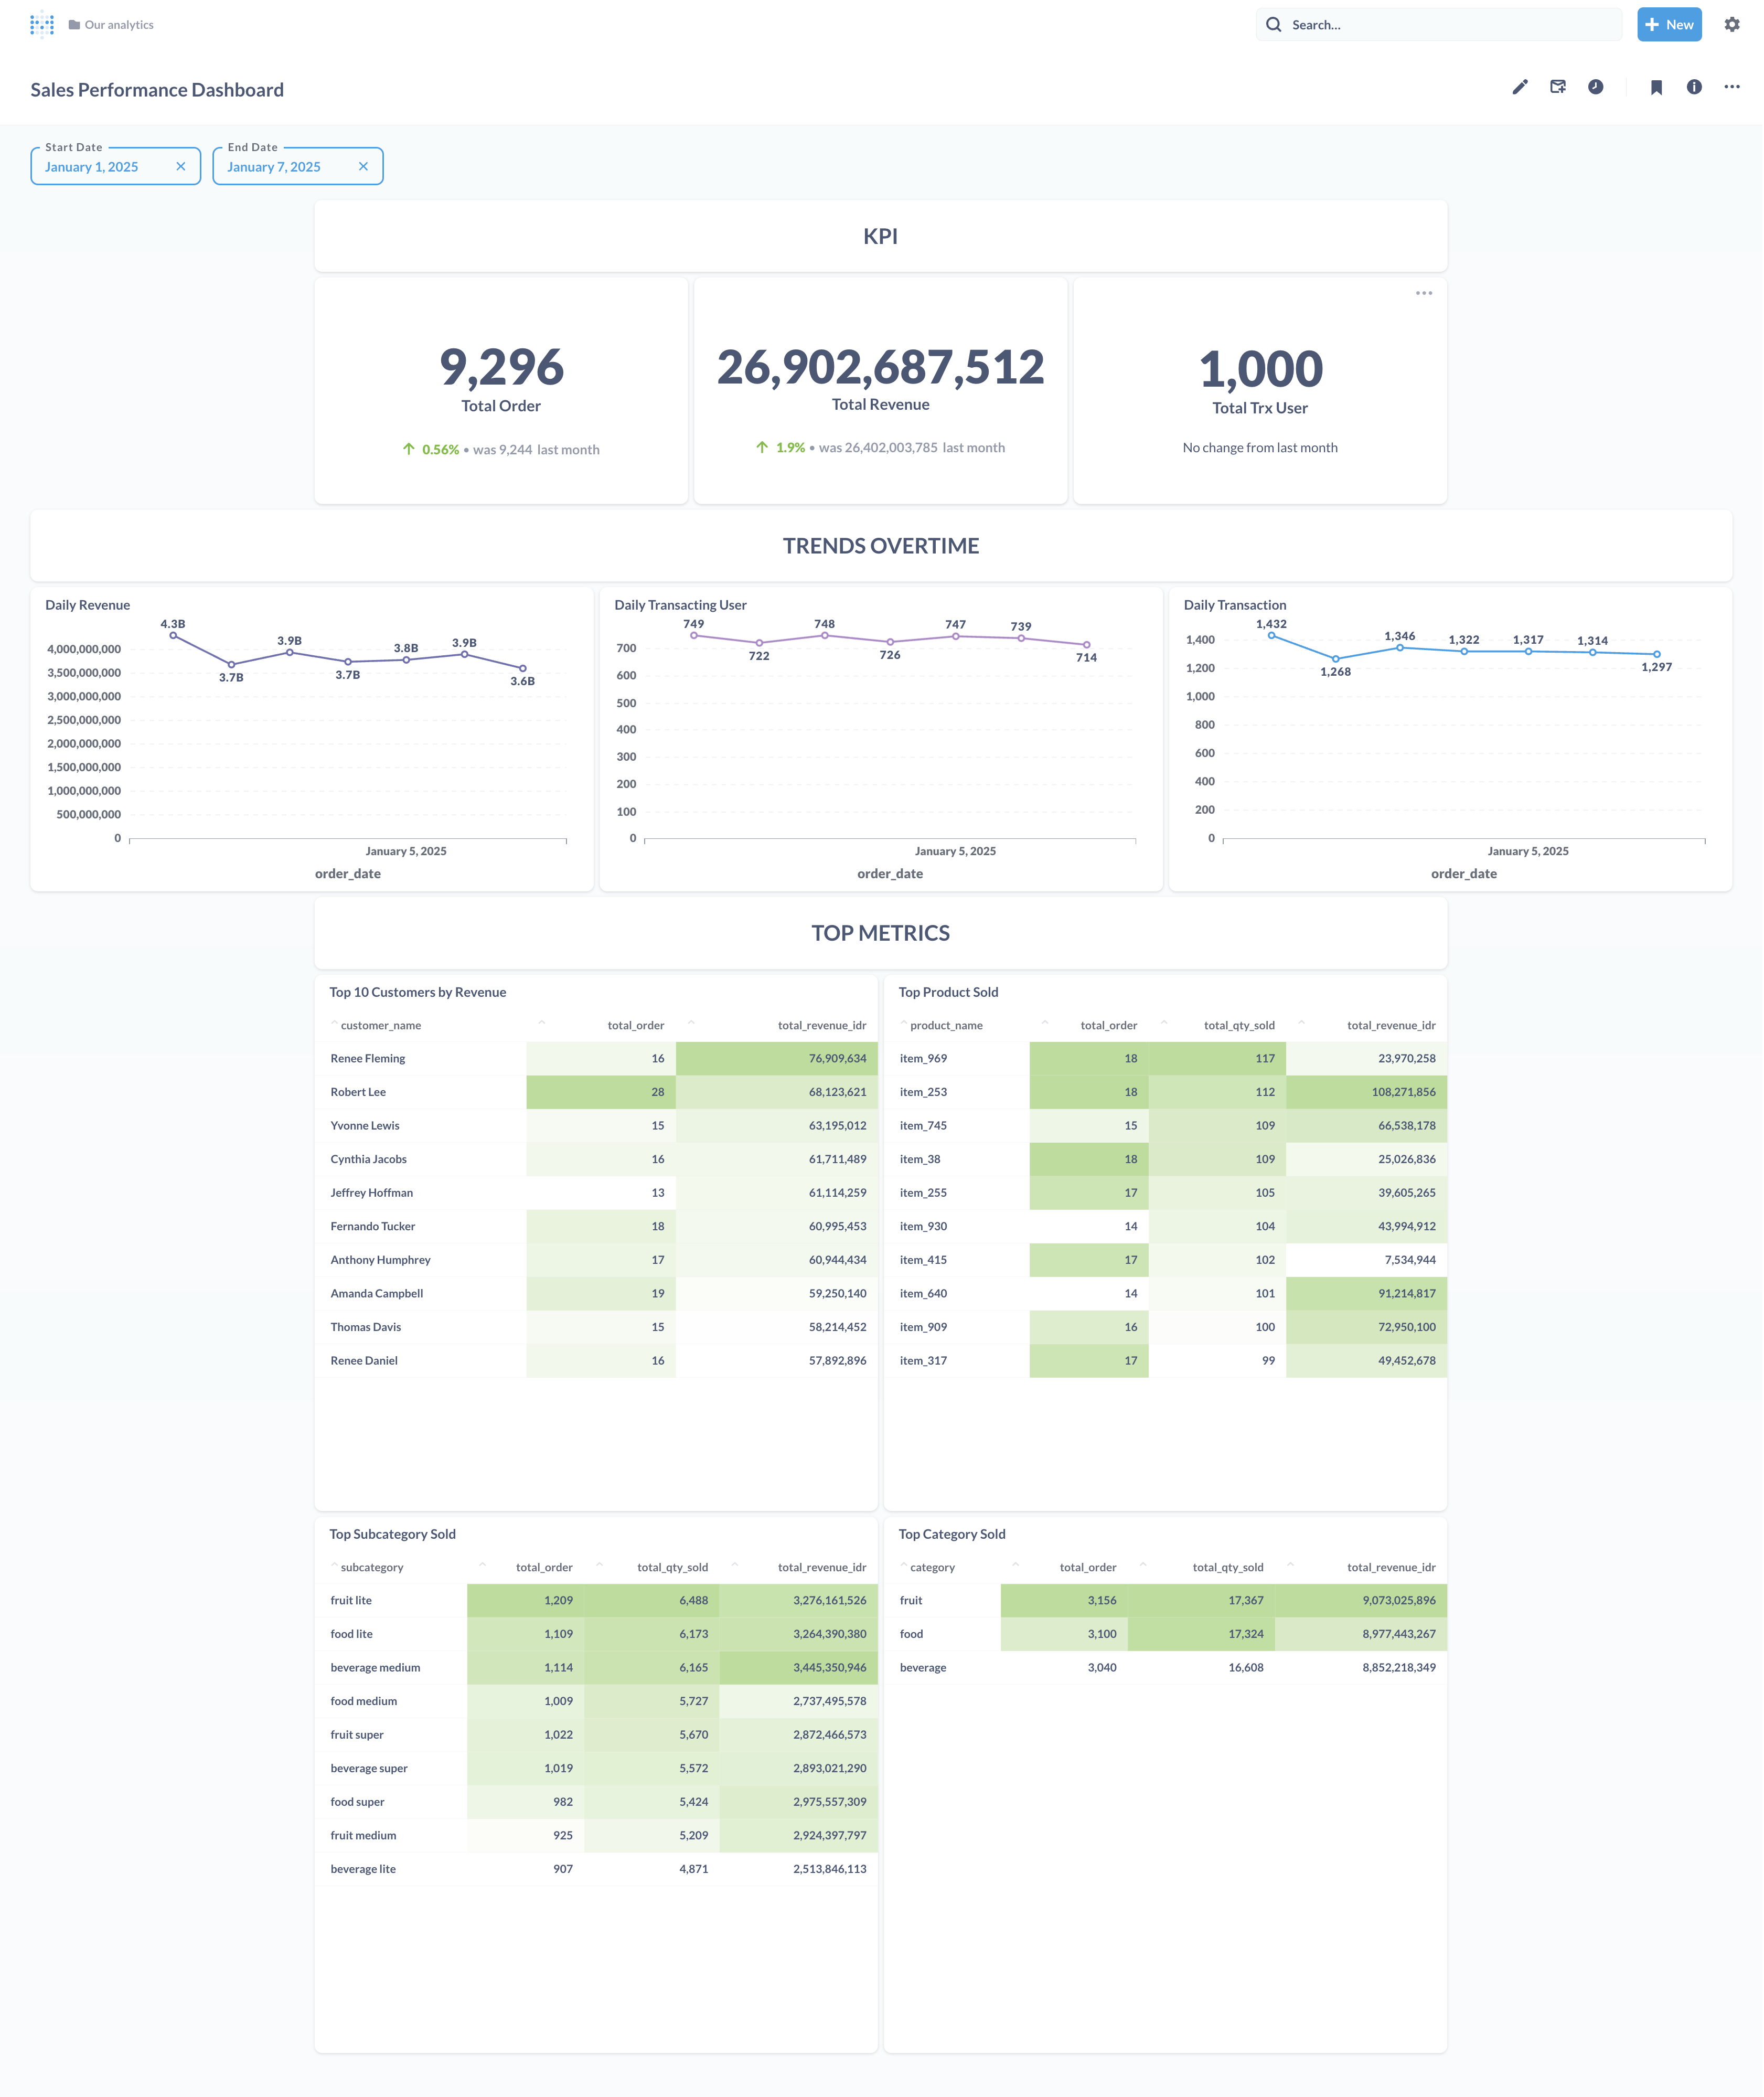 Our analytics
Search...
New
Sales Performance Dashboard
Start Date
January 1, 2025
End Date
January 7, 2025
KPI
9,296
Total Order
0.56% • was 9,244 last month
26,902,687,512
Total Revenue
1.9% • was 26,402,003,785 last month
1,000
Total Trx User
No change from last month
TRENDS OVERTIME
Daily Revenue
4.3B
3.7B
3.9B
3.7B
3.8B
3.9B
3.6B
4,000,000,000
3,500,000,000
3,000,000,000
2,500,000,000
2,000,000,000
1,500,000,000
1,000,000,000
500,000,000
0
January 5, 2025
order_date
Daily Transacting User
749
722
748
726
747
739
714
700
600
500
400
300
200
100
0
January 5, 2025
order_date
Daily Transaction
1,432
1,268
1,346
1,322
1,317
1,314
1,297
1,400
1,200
1,000
800
600
400
200
0
January 5, 2025
order_date
TOP METRICS
Top 10 Customers by Revenue
customer_name total_order total_revenue_idr
Renee Fleming 16 76,909,634
Robert Lee 28 68,123,621
Yvonne Lewis 15 63,195,012
Cynthia Jacobs 16 61,711,489
Jeffrey Hoffman 13 61,114,259
Fernando Tucker 18 60,995,453
Anthony Humphrey 17 60,944,434
Amanda Campbell 19 59,250,140
Thomas Davis 15 58,214,452
Renee Daniel 16 57,892,896
Top Product Sold
product_name total_order total_qty_sold total_revenue_idr
item_969 18 117 23,970,258
item_253 18 112 108,271,856
item_745 15 109 66,538,178
item_38 18 109 25,026,836
item_255 17 105 39,605,265
item_930 14 104 43,994,912
item_415 17 102 7,534,944
item_640 14 101 91,214,817
item_909 16 100 72,950,100
item_317 17 99 49,452,678
Top Subcategory Sold
subcategory total_order total_qty_sold total_revenue_idr
fruit lite 1,209 6,488 3,276,161,526
food lite 1,109 6,173 3,264,390,380
beverage medium 1,114 6,165 3,445,350,946
food medium 1,009 5,727 2,737,495,578
fruit super 1,022 5,670 2,872,466,573
beverage super 1,019 5,572 2,893,021,290
food super 982 5,424 2,975,557,309
fruit medium 925 5,209 2,924,397,797
beverage lite 907 4,871 2,513,846,113
Top Category Sold
category total_order total_qty_sold total_revenue_idr
fruit 3,156 17,367 9,073,025,896
food 3,100 17,324 8,977,443,267
beverage 3,040 16,608 8,852,218,349